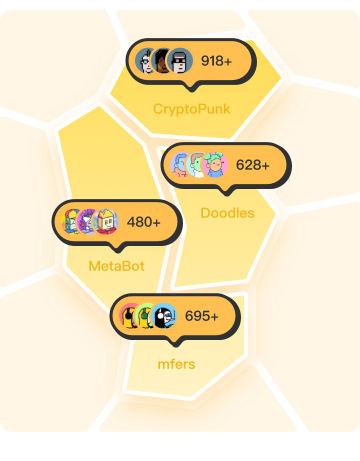 918+
CryptoPunk
628+
Doodles
480+
MetaBot
695+
mfers